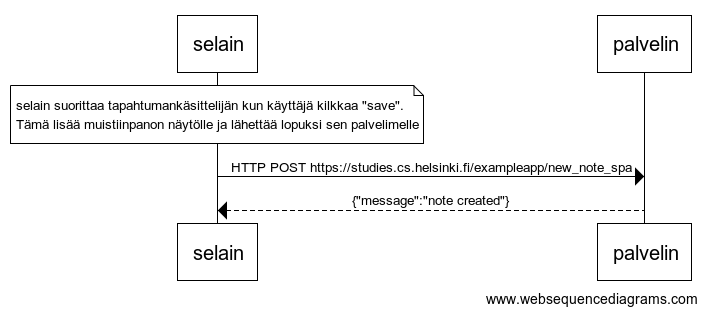 selain
palvelin
selain suorittaa tapahtumankäsittelijän kun käyttäjä kilkkaa "save".
Tämä lisää muistiinpanon näytölle ja lähettää lopuksi sen palvelimelle
HTTP POST https://studies.cs.helsinki.fi/exampleapp/new_note_spa
{"message":"note created"}
selain
palvelin
www.websequencediagrams.com